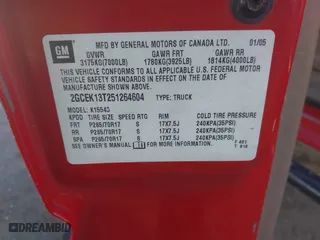 GM
MFD BY GENERAL MOTORS OF CANADA LTD. 01/05
GVWR GAWR FRT GAWR RR
3175KG(7000LB) 1780KG(3925LB) 1814KG(4000LB)
THIS VEHICLE CONFORMS TO ALL APPLICABLE U.S. FEDERAL MOTOR
VEHICLE SAFETY STANDARDS IN EFFECT ON THE DATE OF
MANUFACTURE SHOWN ABOVE.
2GCEK13T251264604 TYPE: TRUCK
MODEL: K15543
KPDD TIRE SIZE SPEED RTG RIM COLD TIRE PRESSURE
FRT P265/70R17 S 17X7.5J 240KPA(35PSI)
RR P265/70R17 S 17X7.5J 240KPA(35PSI)
SPA P265/70R17 S 17X7.5J 240KPA(35PSI)
SEE OWNER'S MANUAL FOR ADDITIONAL INFORMATION